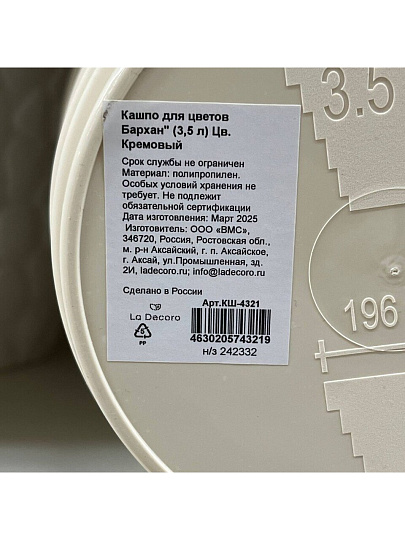 3.5
Кашпо для цветов
Бархан" (3,5 л) Цв.
Кремовый
Срок службы не ограничен
Материал: полипропилен.
Особых условий хранения не
требует. Не подлежит
обязательной сертификации
Дата изготовления: Март 2025
Изготовитель: ООО «ВМС»,
346720, Россия, Ростовская обл.,
м. р-н Аксайский, г. п. Аксайское,
г. Аксай, ул.Промышленная, зд.
2И, ladecoro.ru; info@ladecoro.ru
Сделано в России
Арт.КШ-4321
La Decoro
5
PP
4630205743219
н/з 242332
196